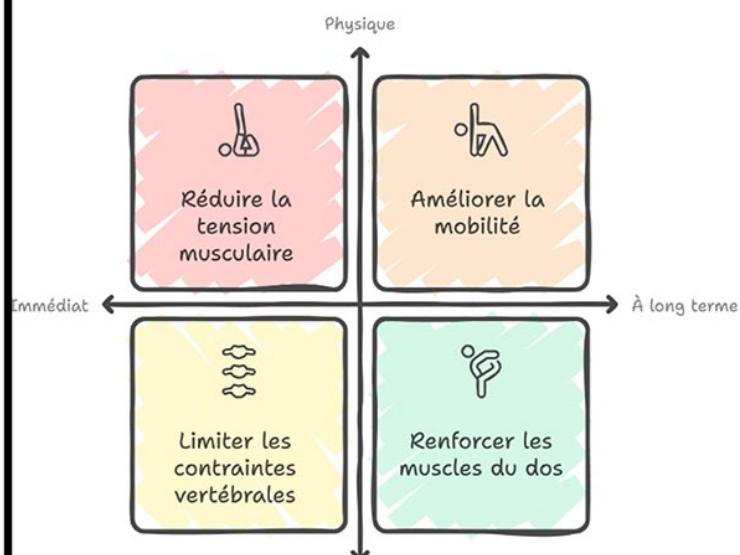 Physique
Réduire la
tension
musculaire
Améliorer la
mobilité
Immédiat
À long terme
Limiter les
contraintes
vertébrales
Renforcer les
muscles du dos